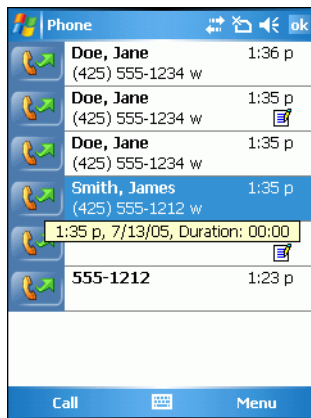 Phone
ok
Doe, Jane 1:36 p
(425) 555-1234 w
Doe, Jane 1:35 p
(425) 555-1234 w
Doe, Jane 1:35 p
(425) 555-1234 w
Smith, James 1:35 p
(425) 555-1212 w
1:35 p, 7/13/05, Duration: 00:00
555-1212 1:23 p
Call Menu